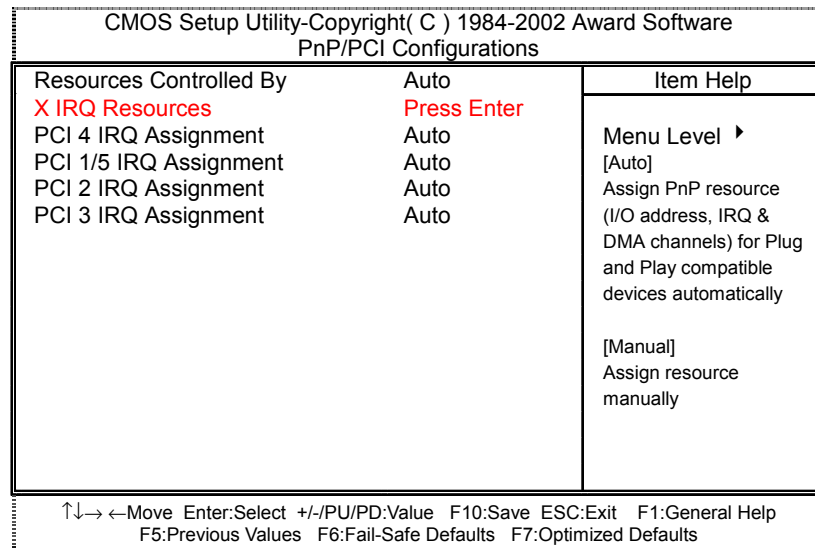 CMOS Setup Utility-Copyright( C ) 1984-2002 Award Software
PnP/PCI Configurations
Resources Controlled By Auto
X IRQ Resources Press Enter
PCI 4 IRQ Assignment Auto
PCI 1/5 IRQ Assignment Auto
PCI 2 IRQ Assignment Auto
PCI 3 IRQ Assignment Auto
Item Help
Menu Level ▸
[Auto]
Assign PnP resource
(I/O address, IRQ &
DMA channels) for Plug
and Play compatible
devices automatically
[Manual]
Assign resource
manually
↑↓→ ←Move Enter:Select +/-/PU/PD:Value F10:Save ESC:Exit F1:General Help
F5:Previous Values F6:Fail-Safe Defaults F7:Optimized Defaults